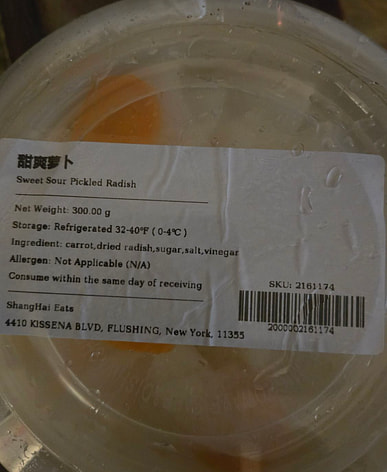 甜爽萝卜
Sweet Sour Pickled Radish
Net Weight: 300.00 g
Storage: Refrigerated 32-40°F ( 0-4℃ )
Ingredient: carrot,dried radish,sugar,salt,vinegar
Allergen: Not Applicable (N/A)
Consume within the same day of receiving
SKU: 2161174
2000002161174
ShangHai Eats
4410 KISSENA BLVD, FLUSHING, New York, 11355